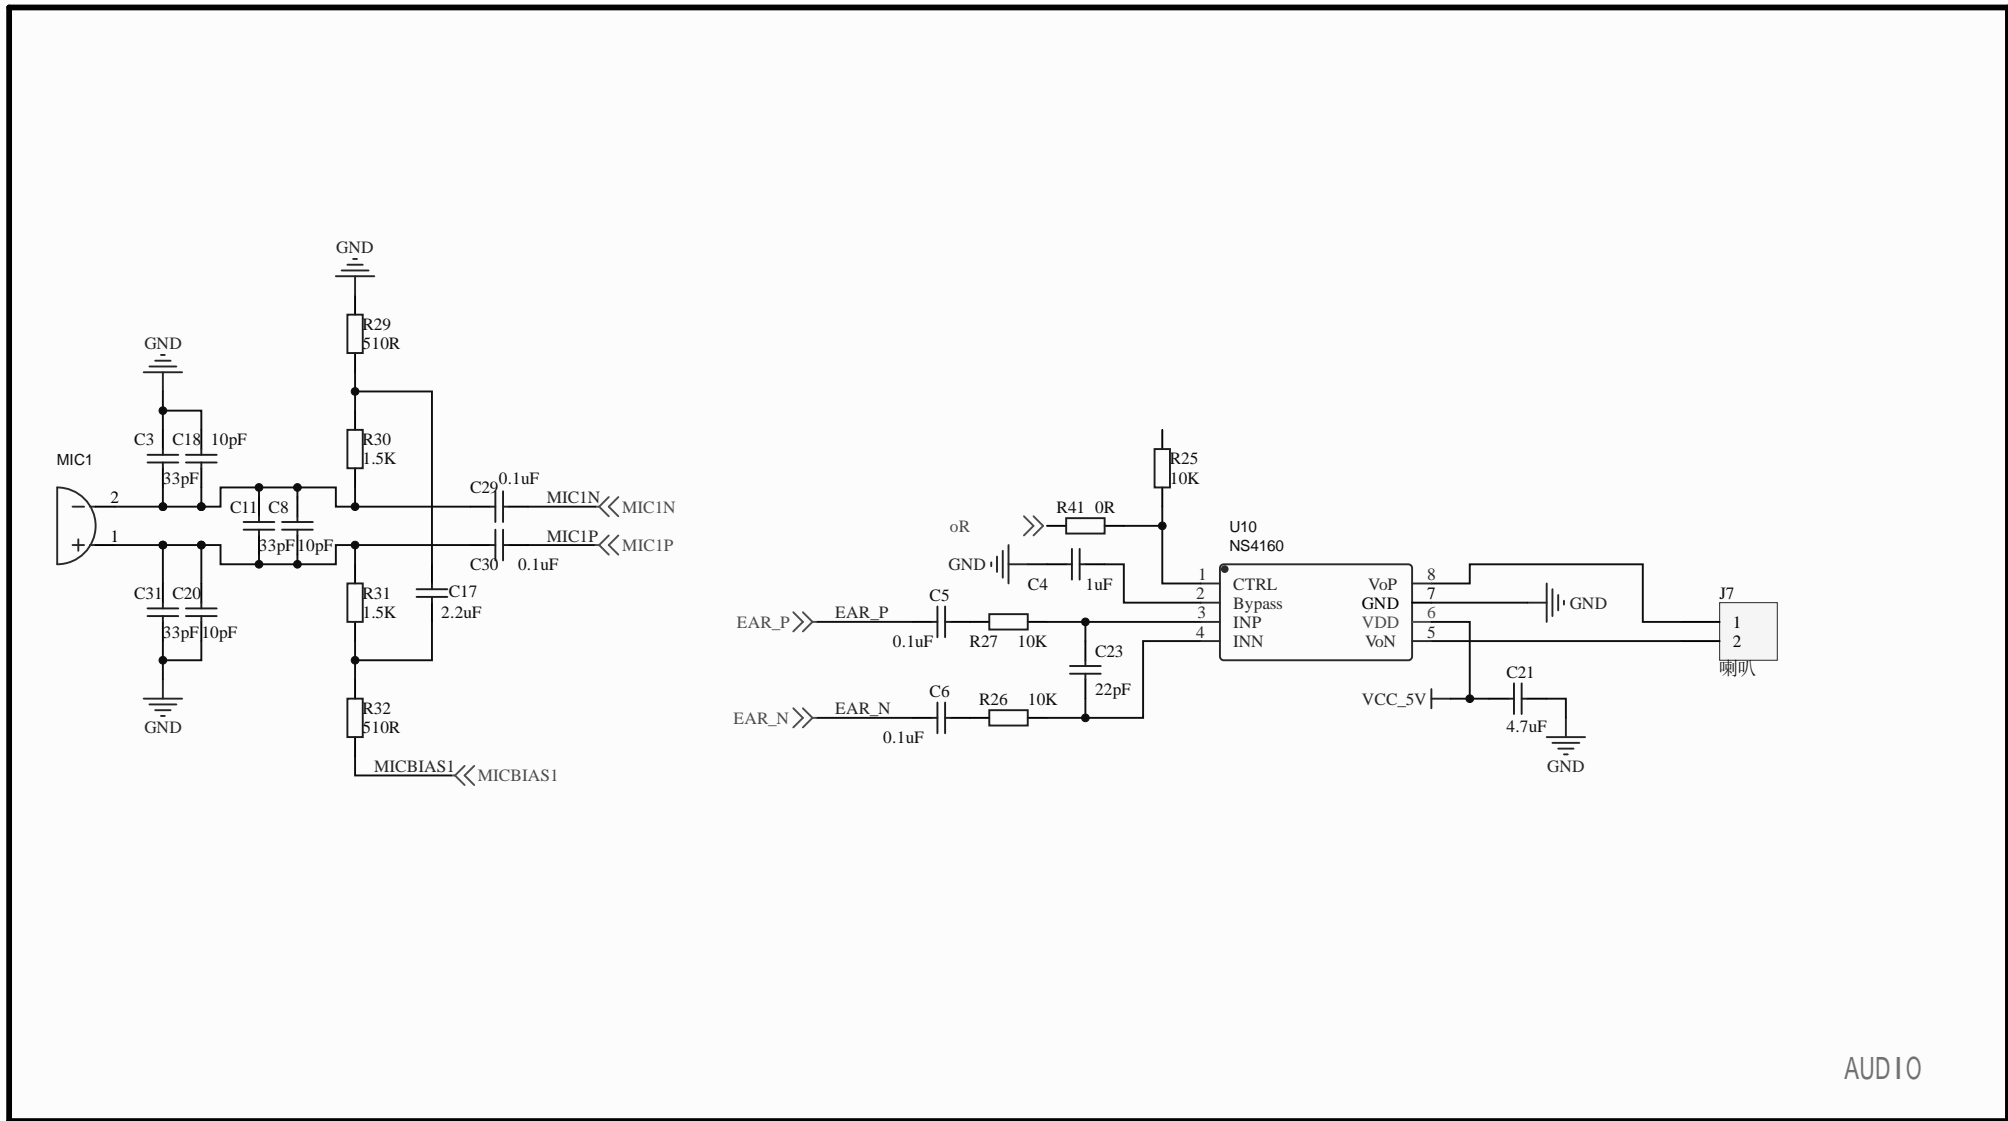 GND
R29
510R
GND
R30
1.5K
C3
C18
10pF
33pF
MIC1
2
1
C11
C8
33pF
10pF
C29
0.1uF
MIC1N
MIC1N
MIC1P
MIC1P
C30
0.1uF
C31
C20
33pF
10pF
R31
1.5K
C17
2.2uF
GND
R32
510R
MICBIAS1
MICBIAS1
R25
10K
R41 0R
oR
GND
C4
1uF
U10
NS4160
1
CTRL
2
Bypass
3
INP
4
INN
VoP
8
GND
7
VDD
6
VoN
5
GND
J7
1
2
喇叭
EAR_P
EAR_P
C5
0.1uF
R27
10K
C23
22pF
EAR_N
EAR_N
C6
0.1uF
R26
10K
VCC_5V
C21
4.7uF
GND
AUDIO